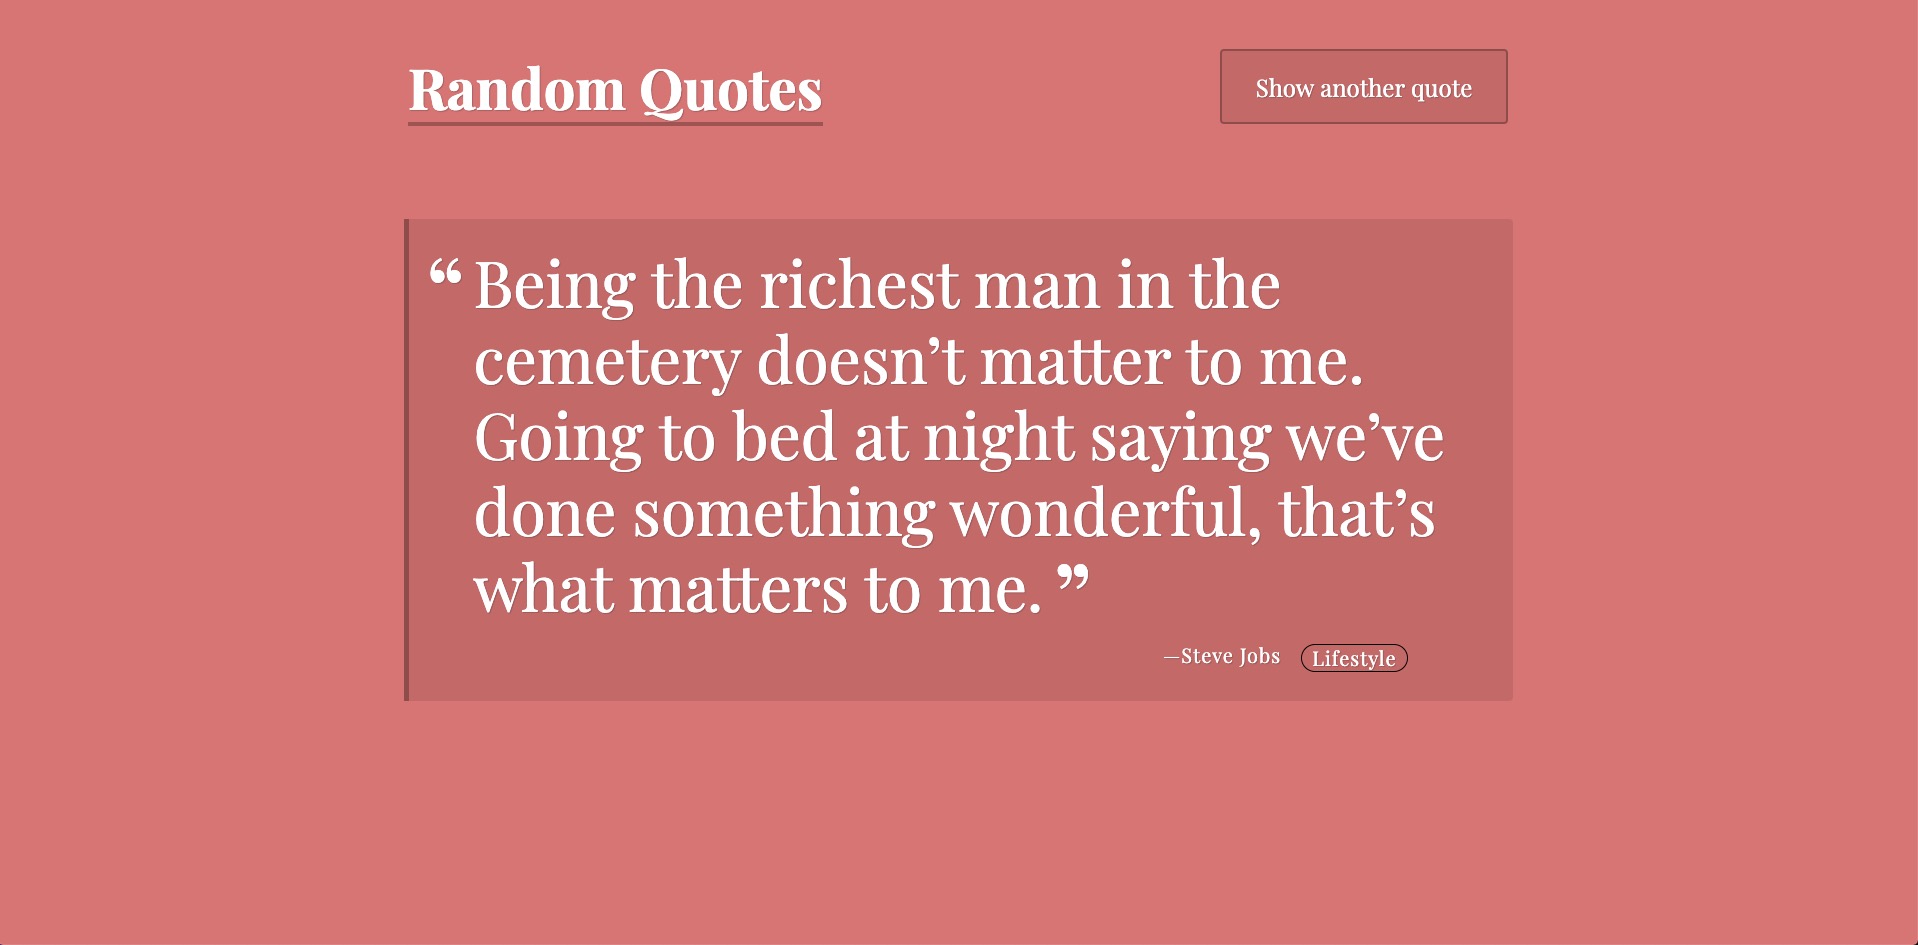 Random Quotes
Show another quote
“Being the richest man in the
cemetery doesn’t matter to me.
Going to bed at night saying we’ve
done something wonderful, that’s
what matters to me.”
—Steve Jobs Lifestyle